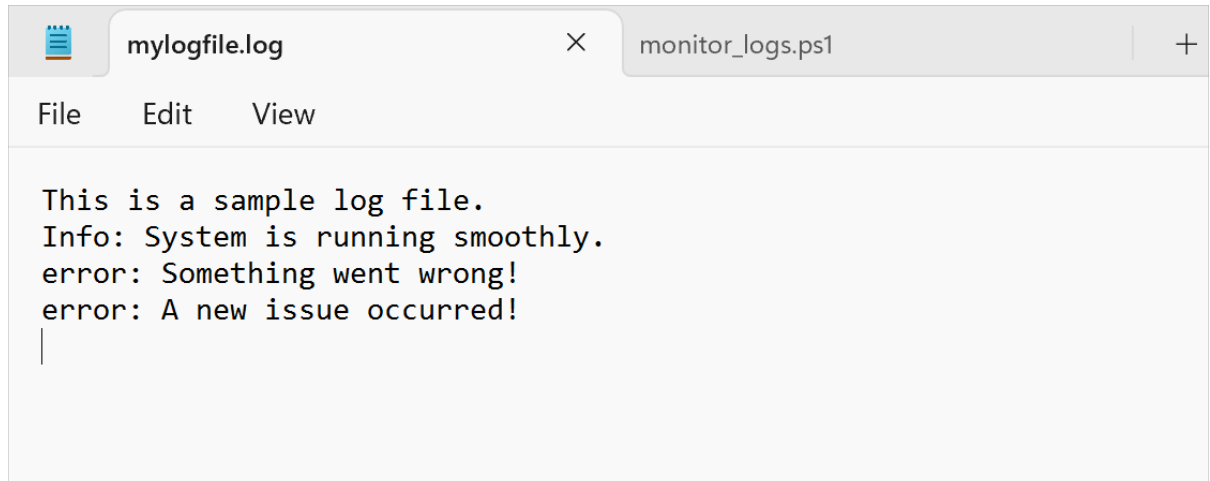 mylogfile.log × monitor_logs.ps1 +
File Edit View
This is a sample log file.
Info: System is running smoothly.
error: Something went wrong!
error: A new issue occurred!